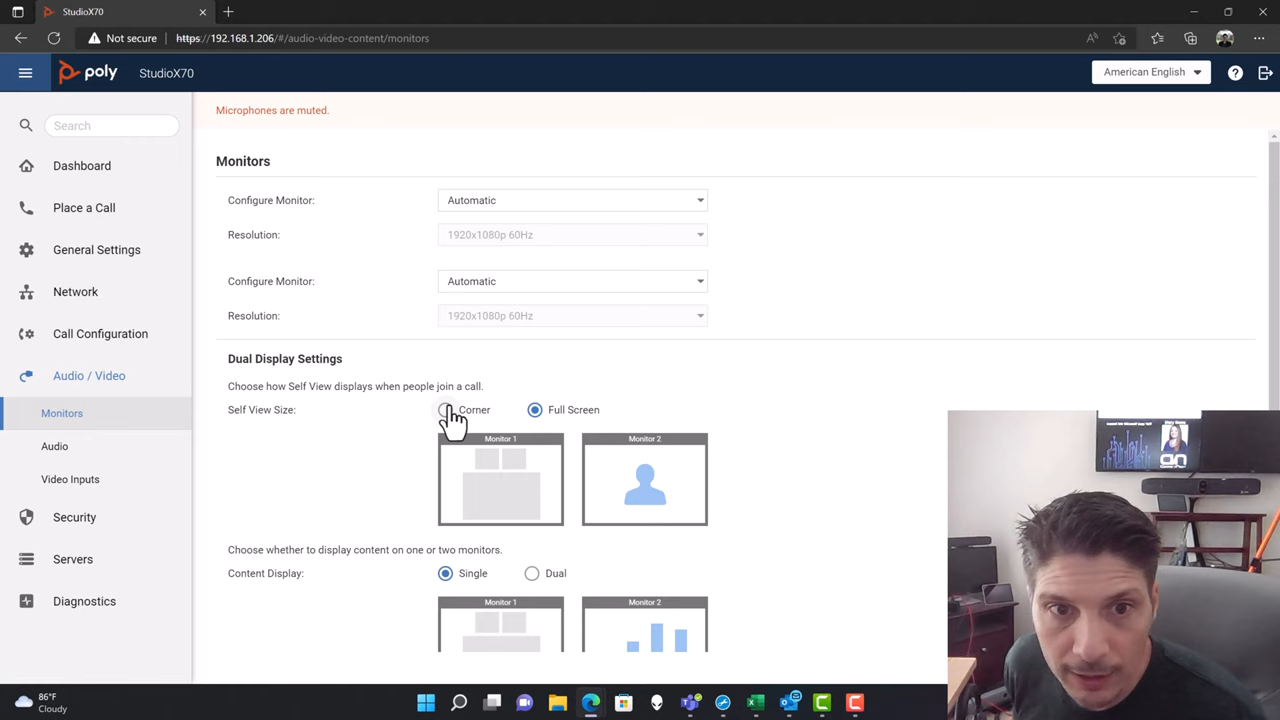 StudioX70
Not secure
https://192.168.1.206/#/audio-video-content/monitors
poly
StudioX70
American English
Microphones are muted.
Search
Dashboard
Place a Call
General Settings
Network
Call Configuration
Audio / Video
Monitors
Audio
Video Inputs
Security
Servers
Diagnostics
Monitors
Configure Monitor:
Automatic
Resolution:
1920x1080p 60Hz
Configure Monitor:
Automatic
Resolution:
1920x1080p 60Hz
Dual Display Settings
Choose how Self View displays when people join a call.
Self View Size:
Corner
Full Screen
Monitor 1
Monitor 2
Choose whether to display content on one or two monitors.
Content Display:
Single
Dual
Monitor 1
Monitor 2
86°F
Cloudy